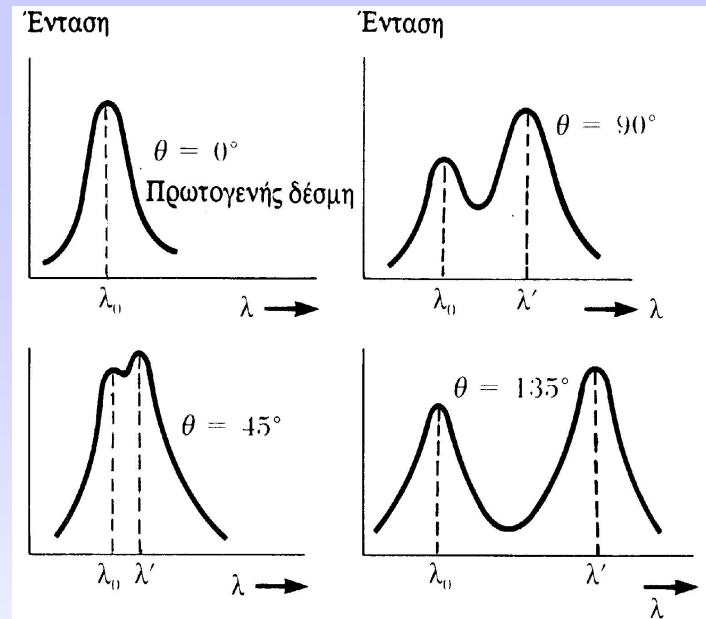 Ένταση
θ = 0°
Πρωτογενής δέσμη
λ₀
λ
Ένταση
θ = 90°
λ₀ λ′
λ
θ = 45°
λ₀ λ′
λ
θ = 135°
λ₀ λ′
λ